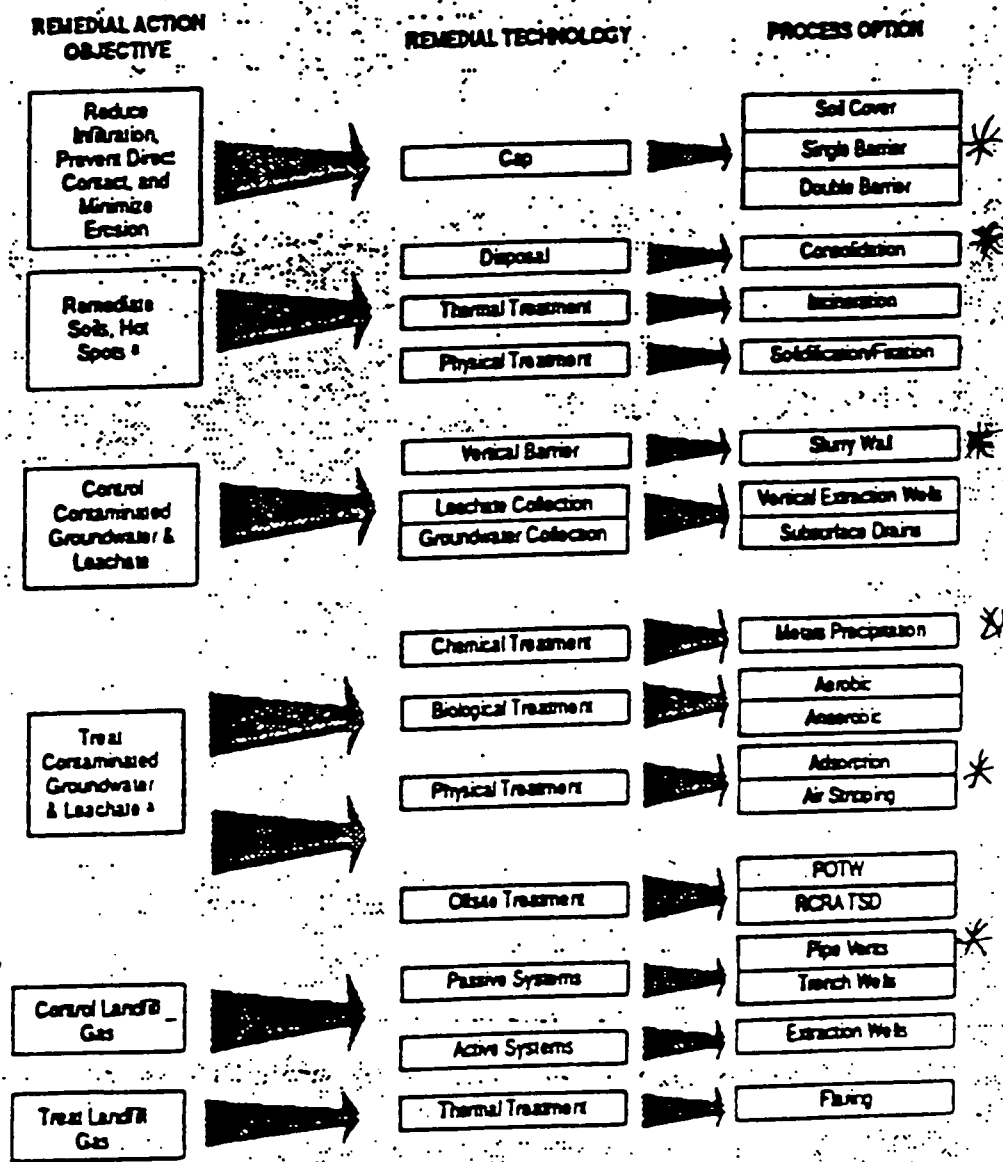 REMEDIAL ACTION
OBJECTIVE
REMEDIAL TECHNOLOGY
PROCESS OPTION
Reduce
Infiltration,
Prevent Direct
Contact, and
Minimize
Erosion
Cap
Soil Cover
Single Barrier
Double Barrier
Remediate
Soils, Hot
Spots a
Disposal
Consolidation
Thermal Treatment
Incineration
Physical Treatment
Solidification/Fixation
Control
Contaminated
Groundwater &
Leachate
Vertical Barrier
Slurry Wall
Leachate Collection
Groundwater Collection
Vertical Extraction Wells
Subsurface Drains
Treat
Contaminated
Groundwater
& Leachate a
Chemical Treatment
Metals Precipitation
Biological Treatment
Aerobic
Anaerobic
Physical Treatment
Adsorption
Air Stripping
Offsite Treatment
POTW
RCRA TSD
Control Landfill
Gas
Passive Systems
Pipe Vents
Trench Wells
Active Systems
Extraction Wells
Treat Landfill
Gas
Thermal Treatment
Flaring